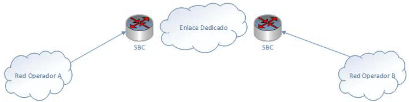 Enlace Dedicado
SBC
SBC
Red Operador A
Red Operador B